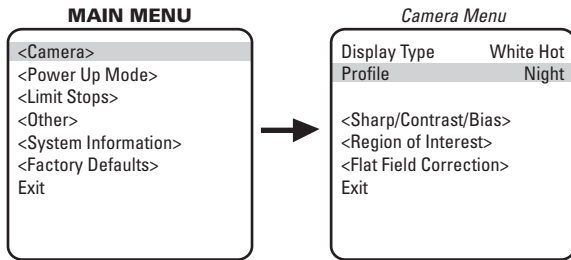 MAIN MENU
<Camera>
<Power Up Mode>
<Limit Stops>
<Other>
<System Information>
<Factory Defaults>
Exit
Camera Menu
Display Type White Hot
Profile Night
<Sharp/Contrast/Bias>
<Region of Interest>
<Flat Field Correction>
Exit